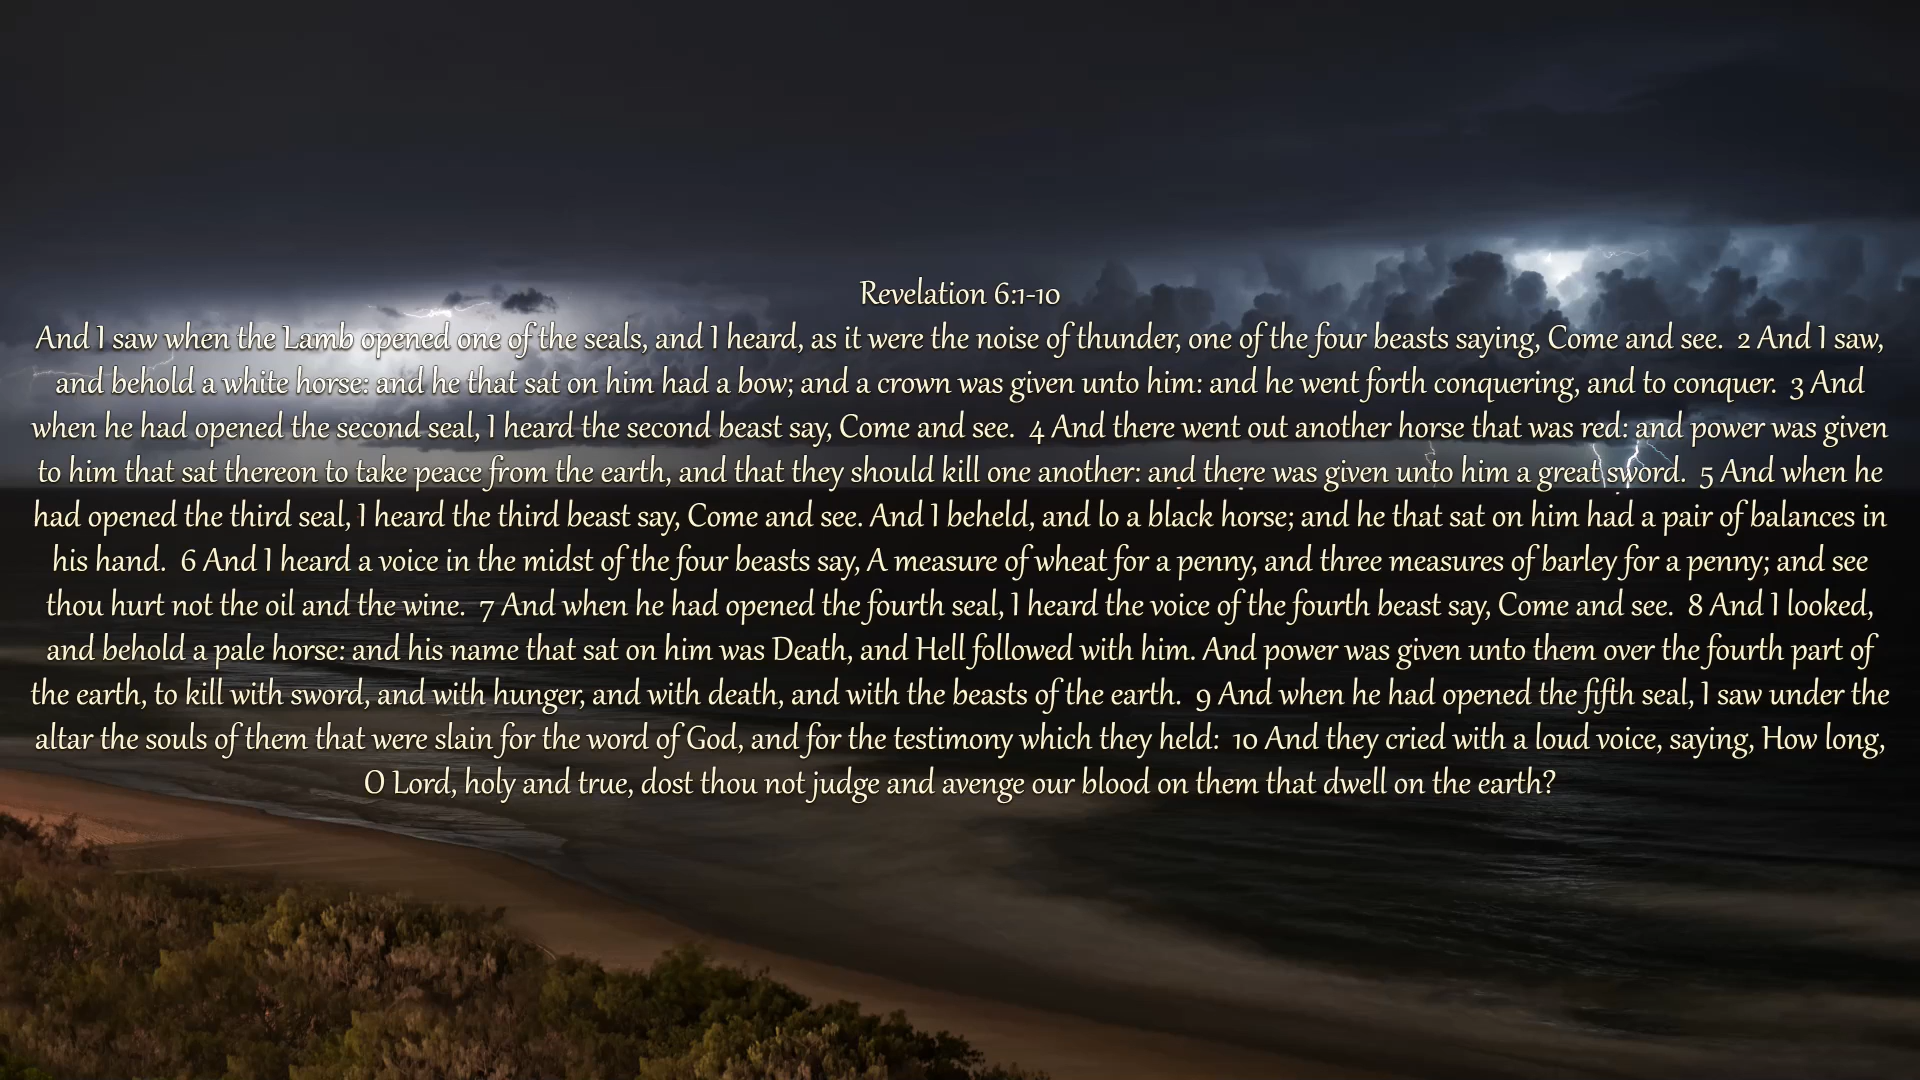 Revelation 6:1-10
And I saw when the Lamb opened one of the seals, and I heard, as it were the noise of thunder, one of the four beasts saying, Come and see.  2 And I saw,
and behold a white horse: and he that sat on him had a bow; and a crown was given unto him: and he went forth conquering, and to conquer.  3 And
when he had opened the second seal, I heard the second beast say, Come and see.  4 And there went out another horse that was red: and power was given
to him that sat thereon to take peace from the earth, and that they should kill one another: and there was given unto him a great sword.  5 And when he
had opened the third seal, I heard the third beast say, Come and see. And I beheld, and lo a black horse; and he that sat on him had a pair of balances in
his hand.  6 And I heard a voice in the midst of the four beasts say, A measure of wheat for a penny, and three measures of barley for a penny; and see
thou hurt not the oil and the wine.  7 And when he had opened the fourth seal, I heard the voice of the fourth beast say, Come and see.  8 And I looked,
and behold a pale horse: and his name that sat on him was Death, and Hell followed with him. And power was given unto them over the fourth part of
the earth, to kill with sword, and with hunger, and with death, and with the beasts of the earth.  9 And when he had opened the fifth seal, I saw under the
altar the souls of them that were slain for the word of God, and for the testimony which they held:  10 And they cried with a loud voice, saying, How long,
O Lord, holy and true, dost thou not judge and avenge our blood on them that dwell on the earth?